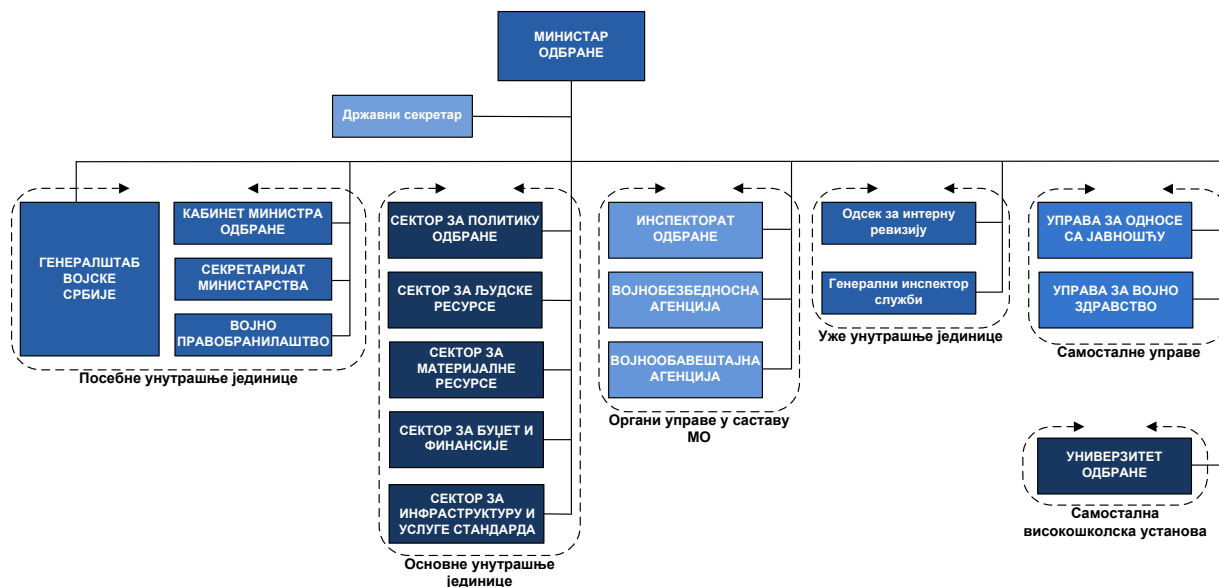 МИНИСТАР
ОДБРАНЕ
Државни секретар
ГЕНЕРАЛШТАБ
ВОЈСКЕ
СРБИЈЕ
КАБИНЕТ МИНИСТРА
ОДБРАНЕ
СЕКРЕТАРИЈАТ
МИНИСТАРСТВА
ВОЈНО
ПРАВОБРАНИЛАШТВО
Посебне унутрашње јединице
СЕКТОР ЗА ПОЛИТИКУ
ОДБРАНЕ
СЕКТОР ЗА ЉУДСКЕ
РЕСУРСЕ
СЕКТОР ЗА
МАТЕРИЈАЛНЕ
РЕСУРСЕ
СЕКТОР ЗА БУЏЕТ И
ФИНАНСИЈЕ
СЕКТОР ЗА
ИНФРАСТРУКТУРУ И
УСЛУГЕ СТАНДАРДА
Основне унутрашње
јединице
ИНСПЕКТОРАТ
ОДБРАНЕ
ВОЈНОБЕЗБЕДНОСНА
АГЕНЦИЈА
ВОЈНООБАВЕШТАЈНА
АГЕНЦИЈА
Органи управе у саставу
МО
Одсек за интерну
ревизију
Генерални инспектор
службе
Уже унутрашње јединице
УПРАВА ЗА ОДНОСЕ
СА ЈАВНОШЋУ
УПРАВА ЗА ВОЈНО
ЗДРАВСТВО
Самосталне управе
УНИВЕРЗИТЕТ
ОДБРАНЕ
Самостална
високошколска установа